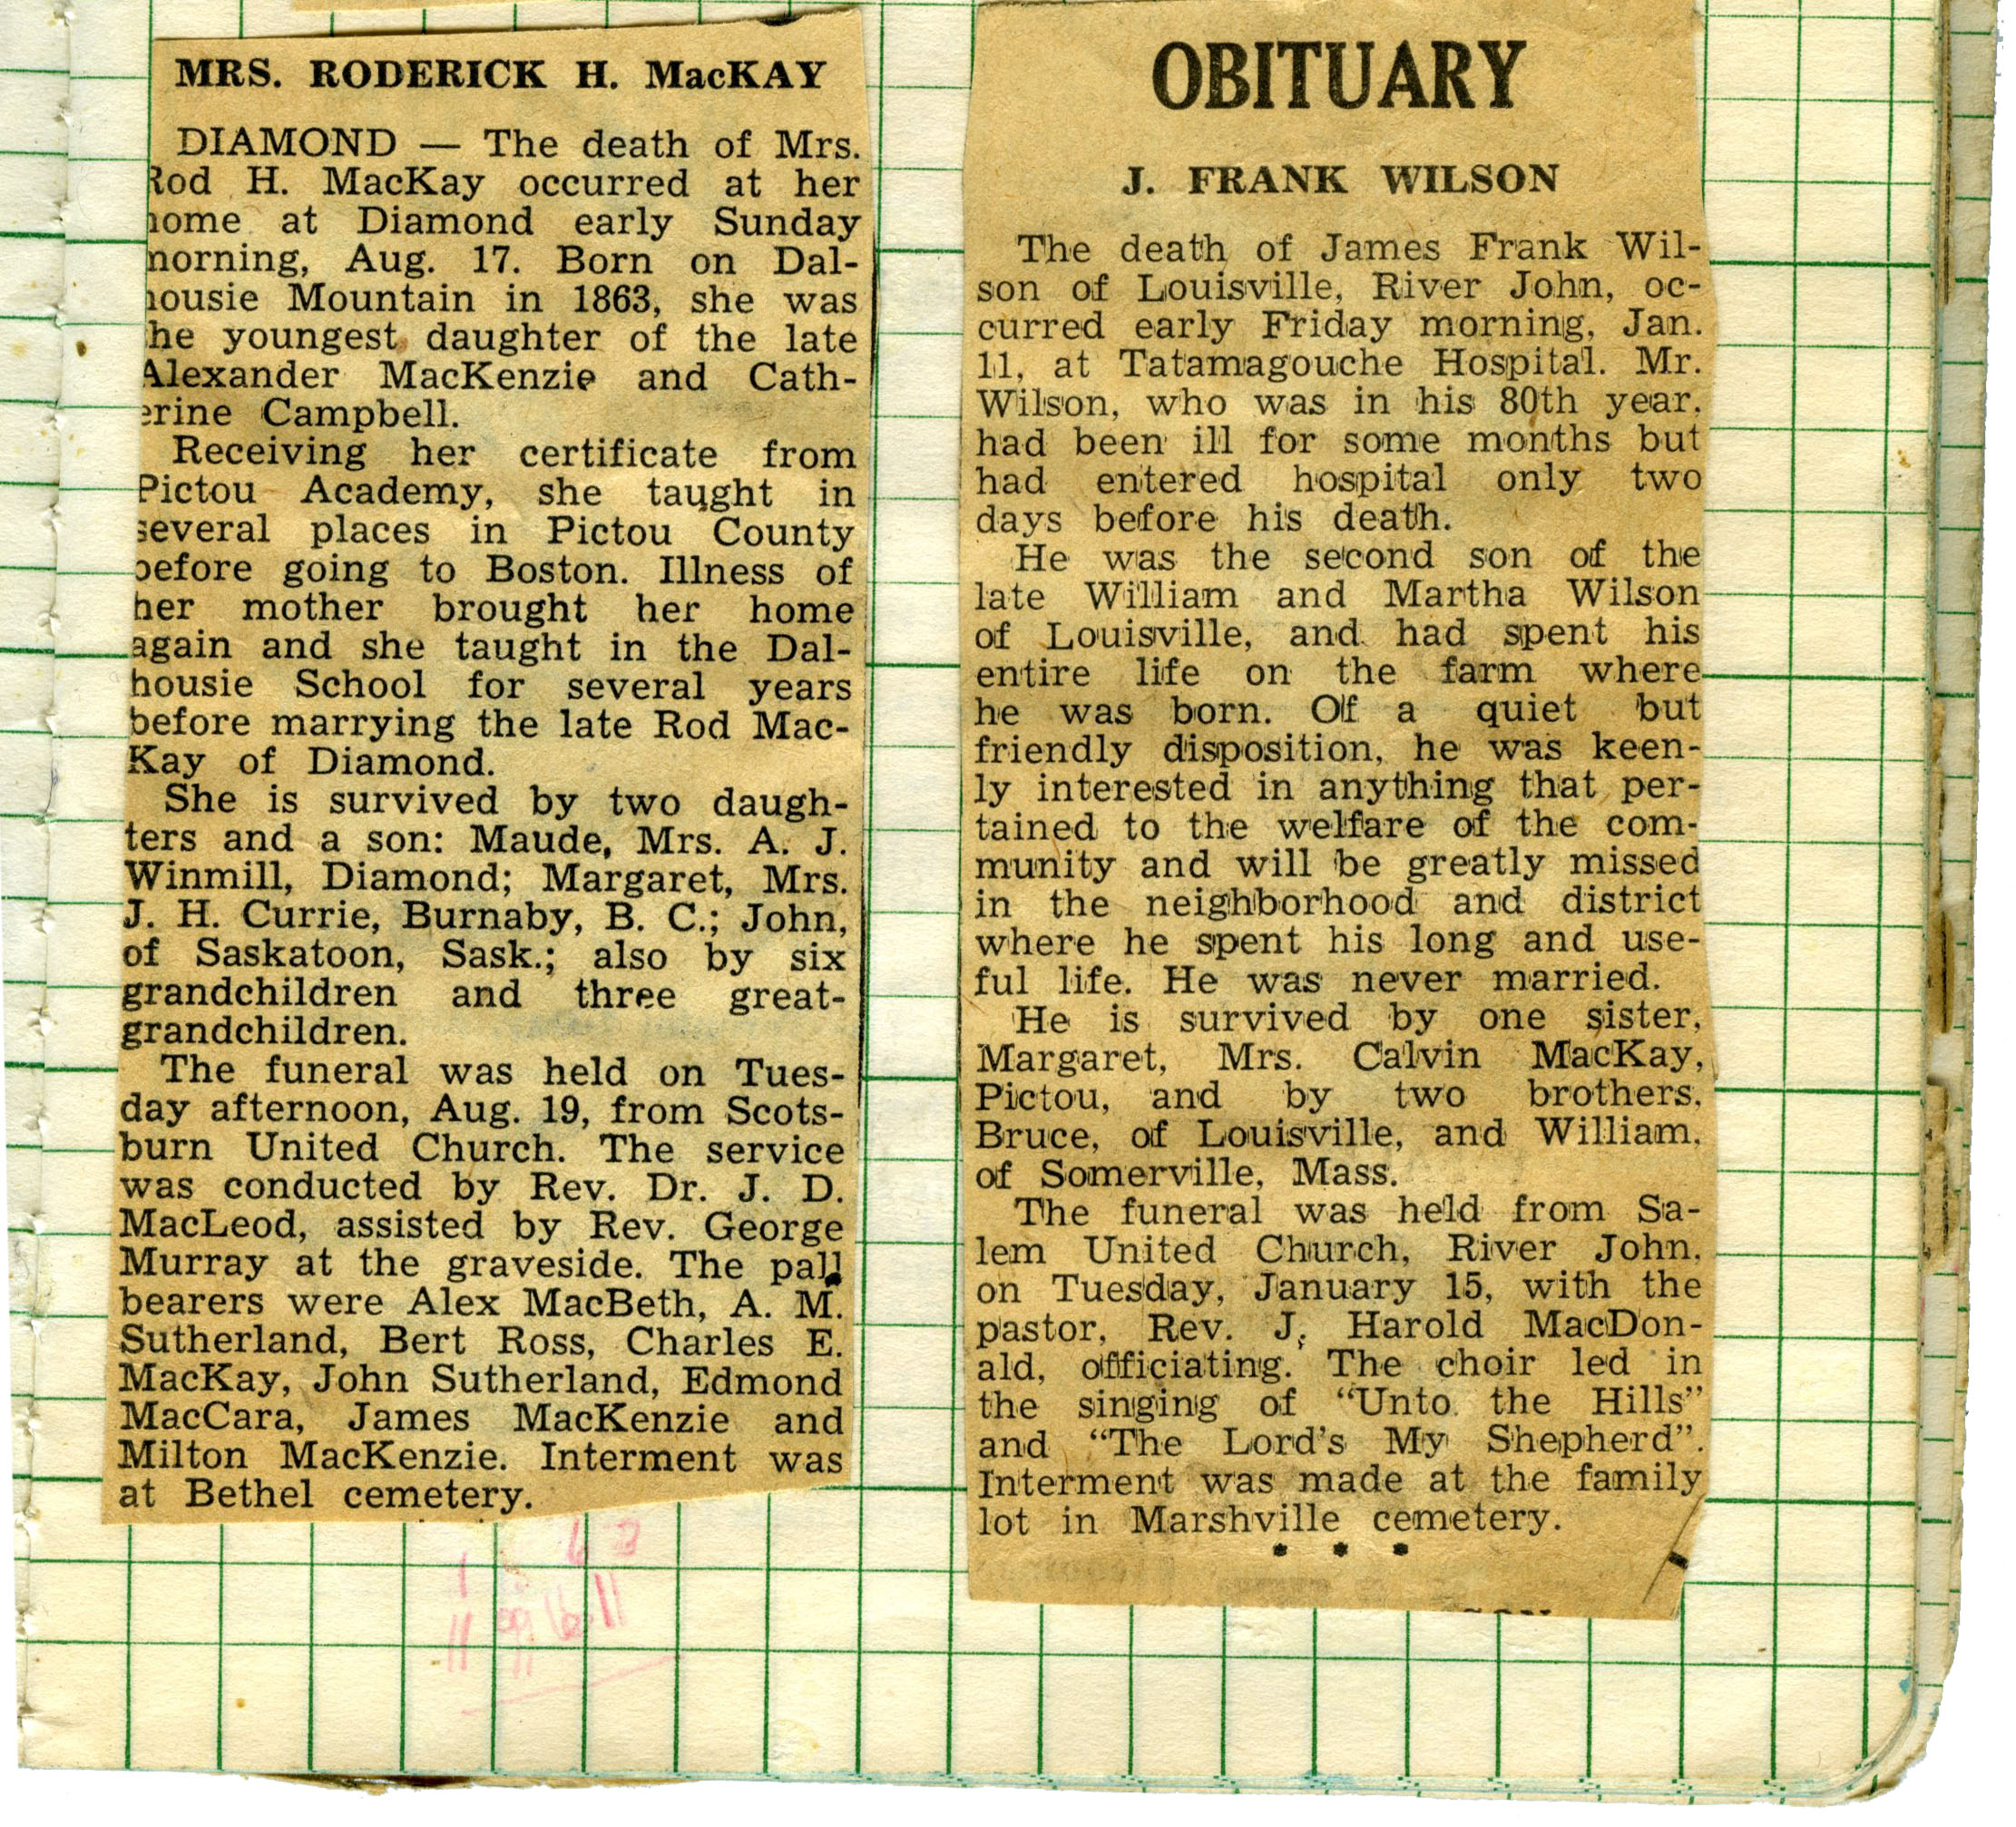 MRS. RODERICK H. MacKAY
DIAMOND — The death of Mrs.
Rod H. MacKay occurred at her
home at Diamond early Sunday
morning, Aug. 17. Born on Dal-
housie Mountain in 1863, she was
the youngest daughter of the late
Alexander MacKenzie and Cath-
erine Campbell.
Receiving her certificate from
Pictou Academy, she taught in
several places in Pictou County
before going to Boston. Illness of
her mother brought her home
again and she taught in the Dal-
housie School for several years
before marrying the late Rod Mac-
Kay of Diamond.
She is survived by two daugh-
ters and a son: Maude, Mrs. A. J.
Winmill, Diamond; Margaret, Mrs.
J. H. Currie, Burnaby, B. C.; John,
of Saskatoon, Sask.; also by six
grandchildren and three great-
grandchildren.
The funeral was held on Tues-
day afternoon, Aug. 19, from Scots-
burn United Church. The service
was conducted by Rev. Dr. J. D.
MacLeod, assisted by Rev. George
Murray at the graveside. The pall
bearers were Alex MacBeth, A. M.
Sutherland, Bert Ross, Charles E.
MacKay, John Sutherland, Edmond
MacCara, James MacKenzie and
Milton MacKenzie. Interment was
at Bethel cemetery.
OBITUARY
J. FRANK WILSON
The death of James Frank Wil-
son of Louisville, River John, oc-
curred early Friday morning, Jan.
11, at Tatamagouche Hospital. Mr.
Wilson, who was in his 80th year,
had been ill for some months but
had entered hospital only two
days before his death.
He was the second son of the
late William and Martha Wilson
of Louisville, and had spent his
entire life on the farm where
he was born. Of a quiet but
friendly disposition, he was keen-
ly interested in anything that per-
tained to the welfare of the com-
munity and will be greatly missed
in the neighborhood and district
where he spent his long and use-
ful life. He was never married.
He is survived by one sister,
Margaret, Mrs. Calvin MacKay,
Pictou, and by two brothers,
Bruce, of Louisville, and William,
of Somerville, Mass.
The funeral was held from Sa-
lem United Church, River John,
on Tuesday, January 15, with the
pastor, Rev. J. Harold MacDon-
ald, officiating. The choir led in
the singing of “Unto the Hills”
and “The Lord's My Shepherd”.
Interment was made at the family
lot in Marshville cemetery.
* * *